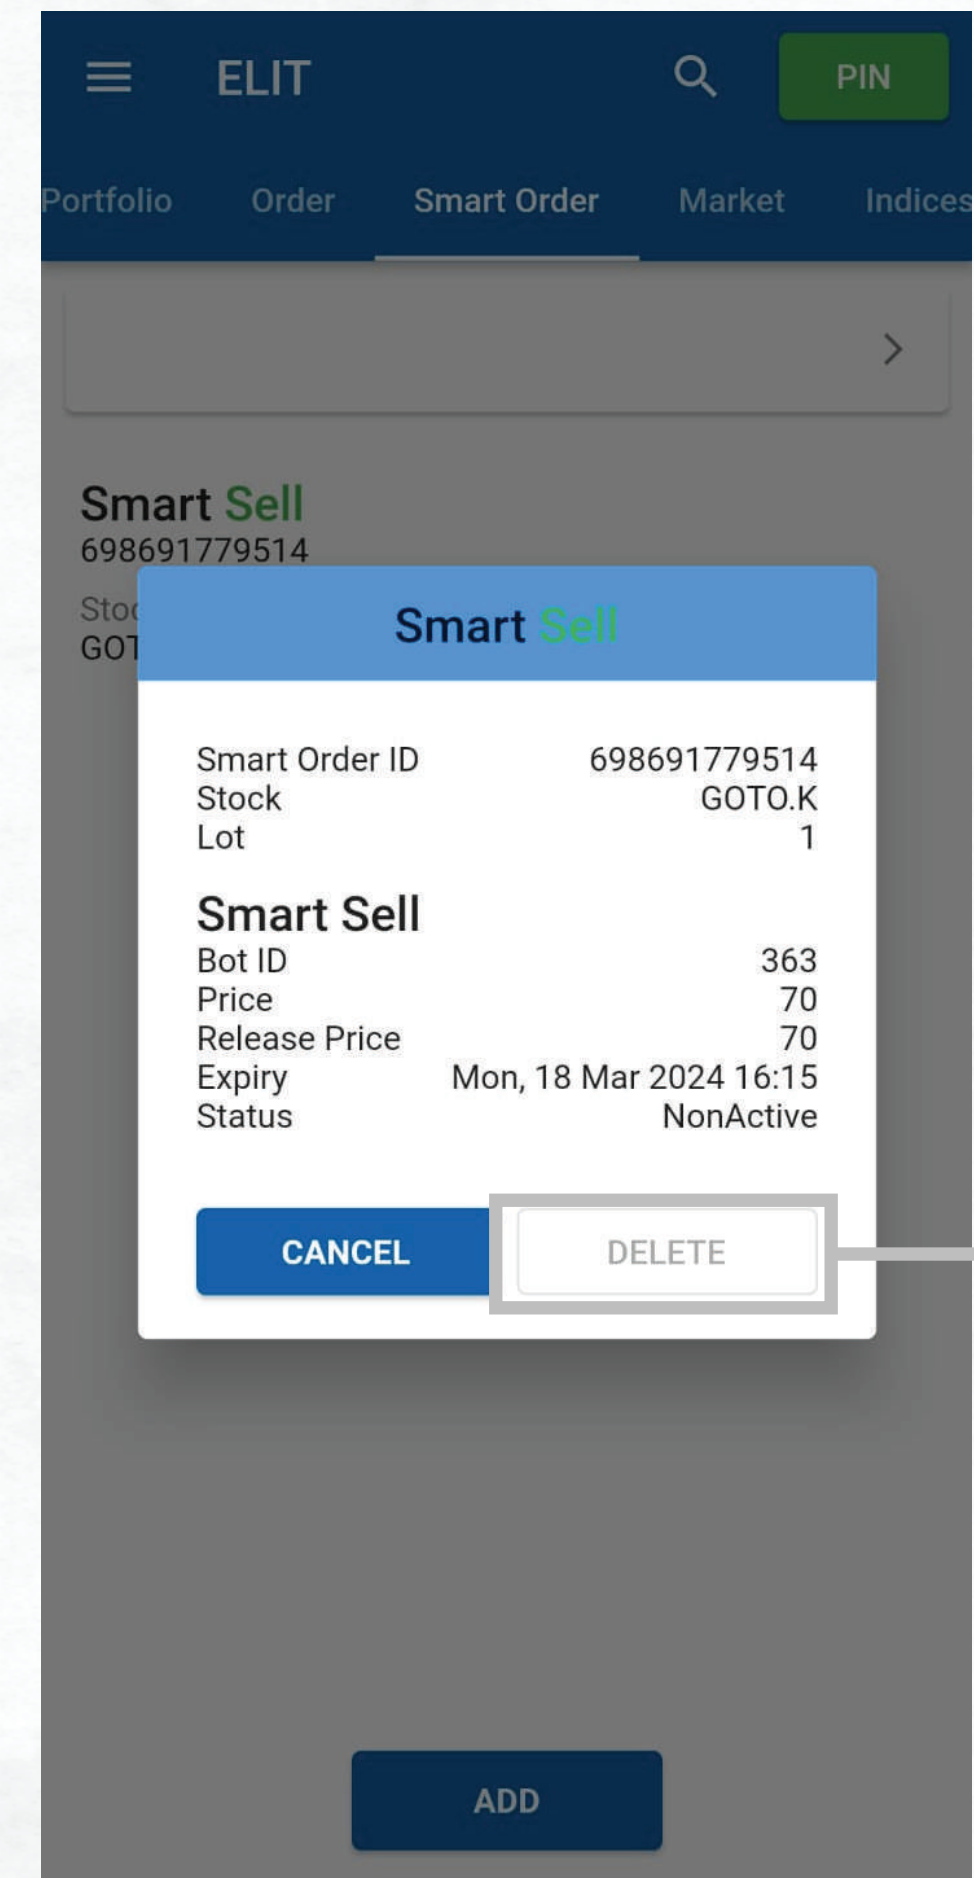 ELIT PIN
Portfolio Order Smart Order Market Indices
Smart Sell
698691779514
Smart Sell
Smart Order ID 698691779514
Stock GOTO.K
Lot 1
Smart Sell
Bot ID 363
Price 70
Release Price 70
Expiry Mon, 18 Mar 2024 16:15
Status NonActive
CANCEL DELETE
ADD